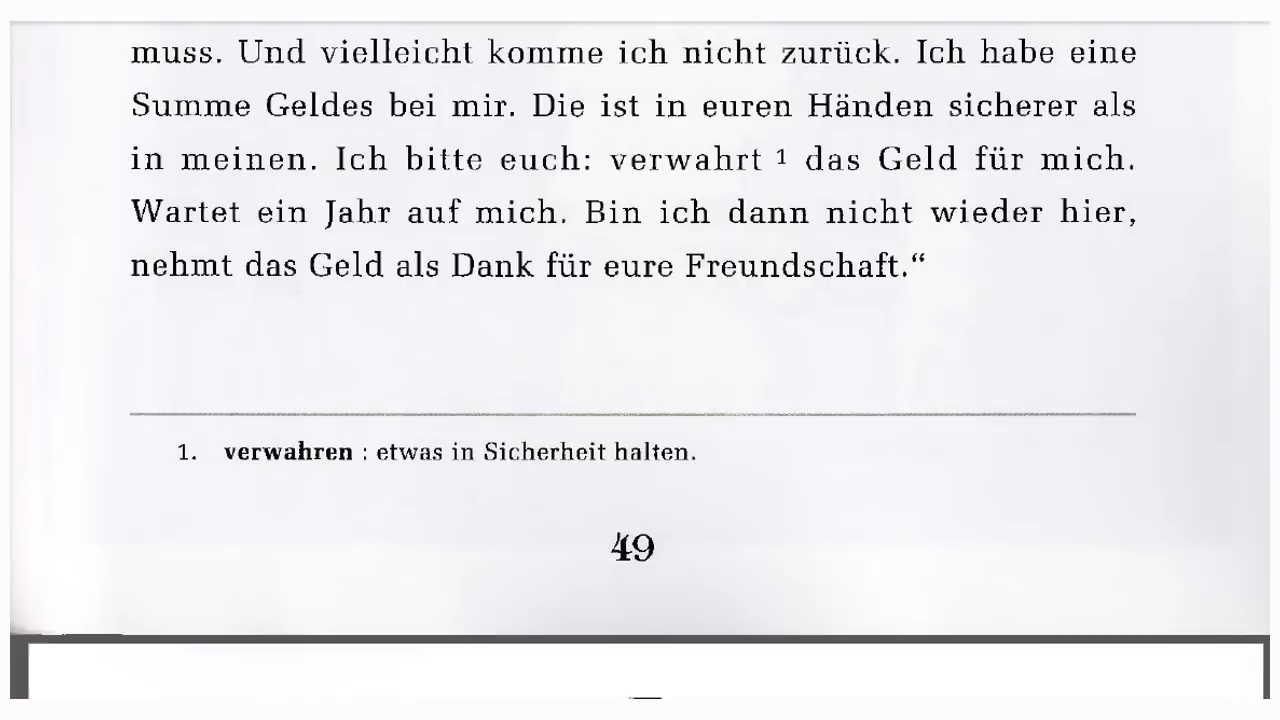 muss. Und vielleicht komme ich nicht zurück. Ich habe eine
Summe Geldes bei mir. Die ist in euren Händen sicherer als
in meinen. Ich bitte euch: verwahrt ¹ das Geld für mich.
Wartet ein Jahr auf mich. Bin ich dann nicht wieder hier,
nehmt das Geld als Dank für eure Freundschaft.“
1. verwahren : etwas in Sicherheit halten.
49